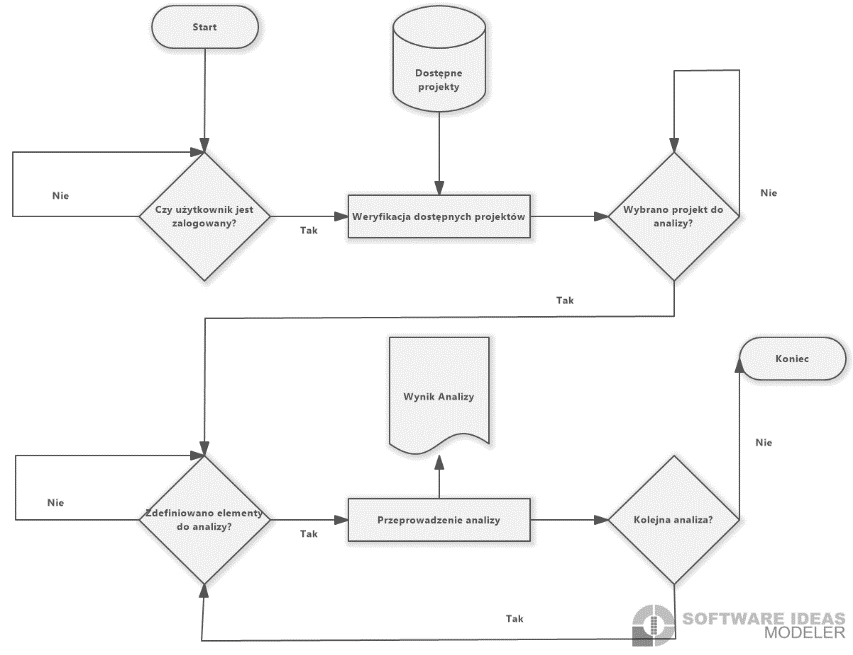 Start
Dostępne
projekty
Nie
Czy użytkownik jest
zalogowany?
Tak
Weryfikacja dostępnych projektów
Wybrano projekt do
analizy?
Nie
Tak
Wynik Analizy
Koniec
Nie
Nie
Zdefiniowano elementy
do analizy?
Tak
Przeprowadzenie analizy
Kolejna analiza?
Tak
SOFTWARE IDEAS
MODELER